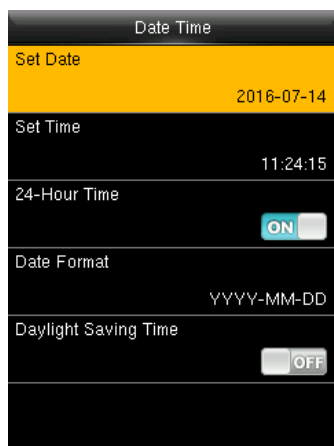 Date Time
Set Date
2016-07-14
Set Time
11:24:15
24-Hour Time
ON
Date Format
YYYY-MM-DD
Daylight Saving Time
OFF